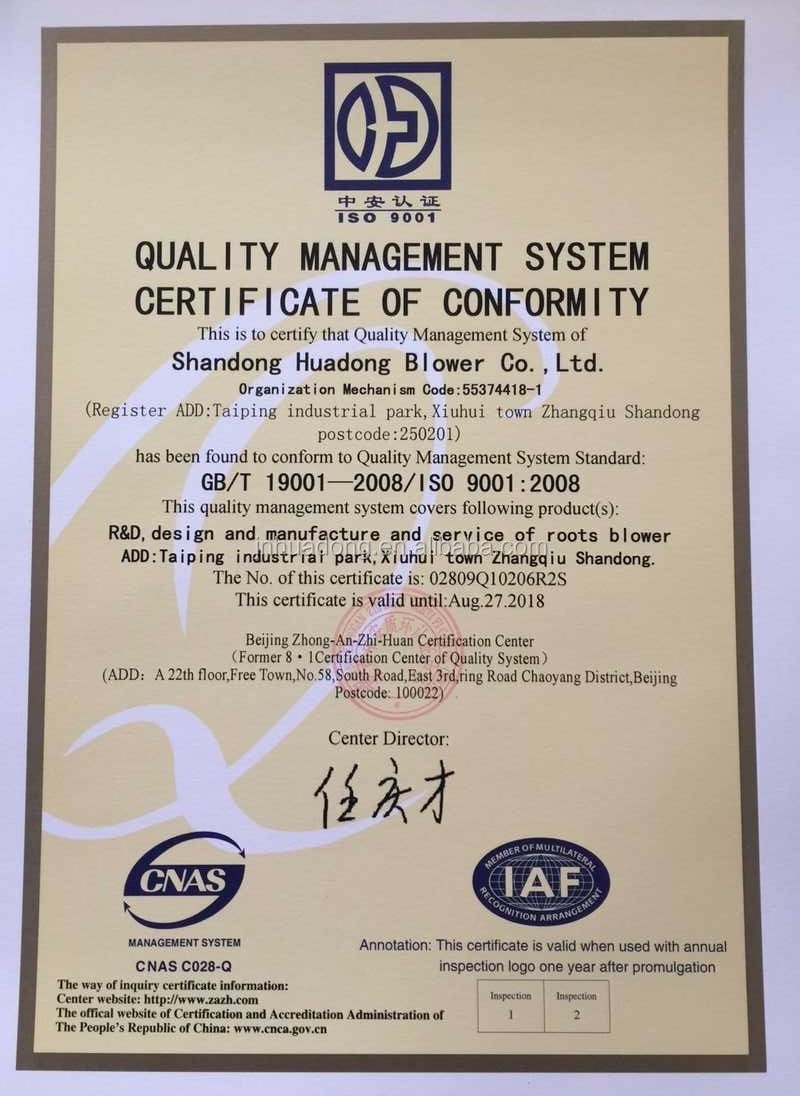 中安认证
ISO 9001
QUALITY MANAGEMENT SYSTEM
CERTIFICATE OF CONFORMITY
This is to certify that Quality Management System of
Shandong Huadong Blower Co.,Ltd.
Organization Mechanism Code:55374418-1
(Register ADD:Taiping industrial park,Xiuhui town Zhangqiu Shandong
postcode:250201)
has been found to conform to Quality Management System Standard:
GB/T 19001—2008/ISO 9001:2008
This quality management system covers following product(s):
R&D,design and manufacture and service of roots blower
inhuadong.en.alibaba.com
ADD:Taiping industrial park,Xiuhui town Zhangqiu Shandong.
The No. of this certificate is: 02809Q10206R2S
This certificate is valid until:Aug.27.2018
Beijing Zhong-An-Zhi-Huan Certification Center
(Former 8·1Certification Center of Quality System)
(ADD: A 22th floor,Free Town,No.58,South Road,East 3rd,ring Road Chaoyang District,Beijing
Postcode: 100022)
Center Director:
任庆才
CNAS
MANAGEMENT SYSTEM
CNAS C028-Q
MEMBER OF MULTILATERAL
IAF
RECOGNITION ARRANGEMENT
Annotation: This certificate is valid when used with annual
inspection logo one year after promulgation
The way of inquiry certificate information:
Center website: http://www.zazh.com
The offical website of Certification and Accreditation Administration of
The People's Republic of China: www.cnca.gov.cn
Inspection Inspection
1 2